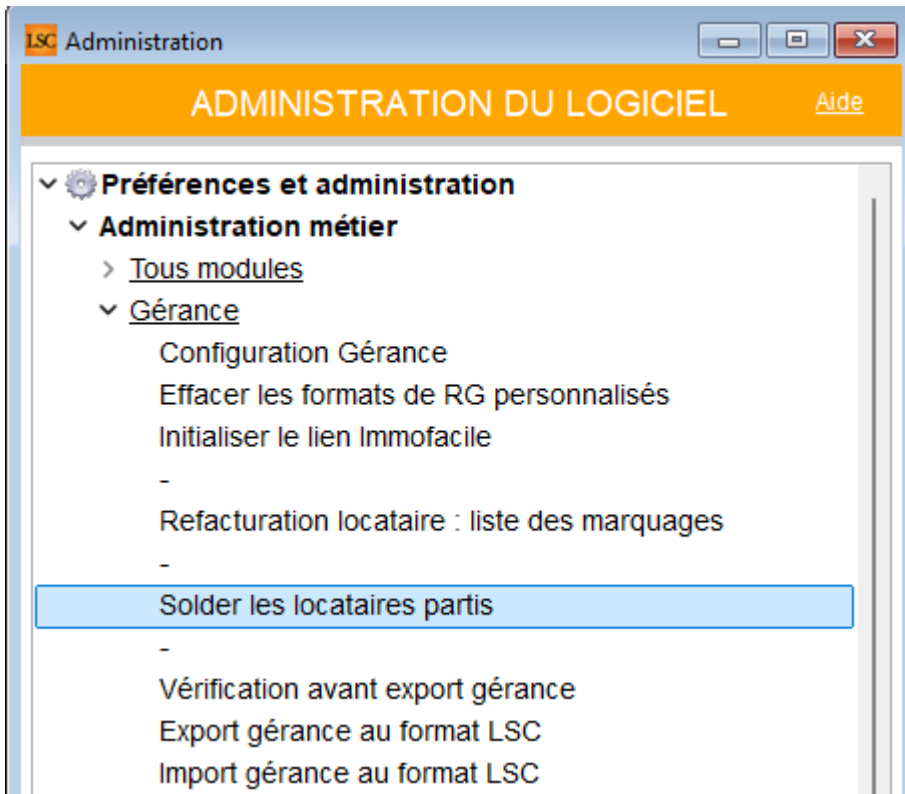 LSC Administration
ADMINISTRATION DU LOGICIEL Aide
Préférences et administration
Administration métier
Tous modules
Gérance
Configuration Gérance
Effacer les formats de RG personnalisés
Initialiser le lien Immofacile
-
Refacturation locataire : liste des marquages
-
Solder les locataires partis
-
Vérification avant export gérance
Export gérance au format LSC
Import gérance au format LSC